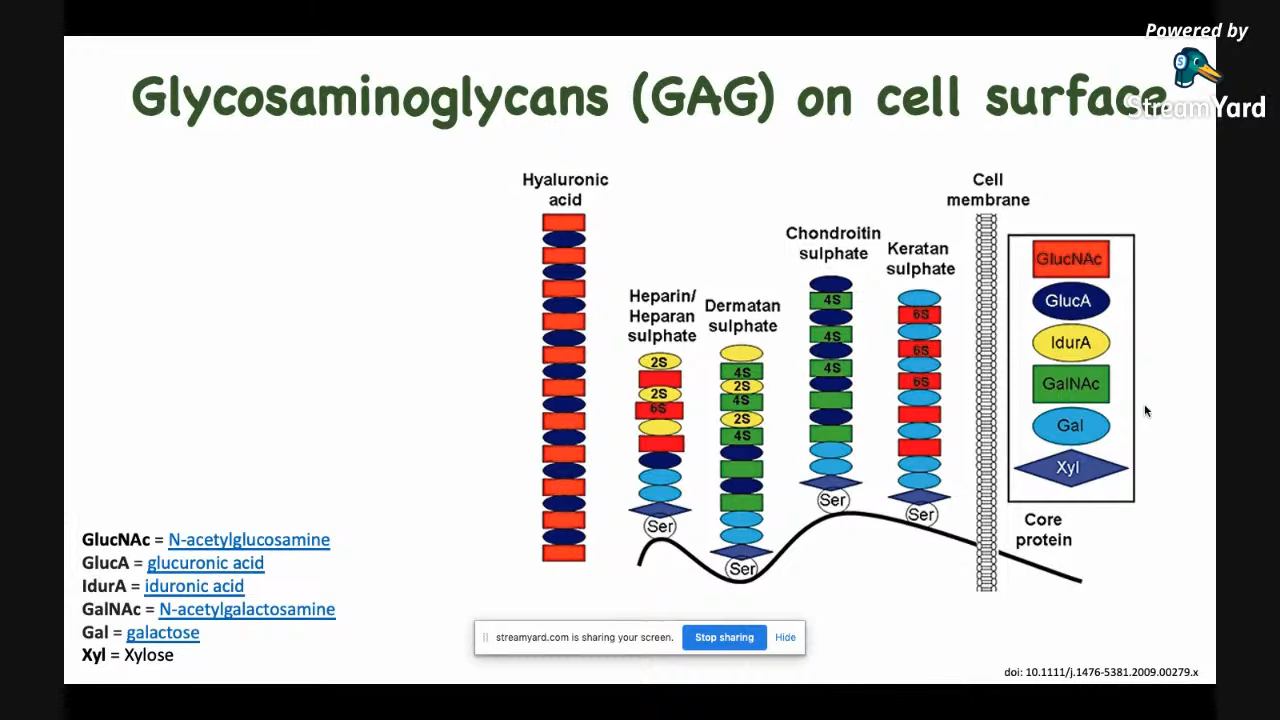 Powered by
StreamYard
Glycosaminoglycans (GAG) on cell surface
Hyaluronic
acid
Heparin/
Heparan
sulphate
2S
2S
6S
Ser
Dermatan
sulphate
4S
2S
4S
2S
4S
Ser
Chondroitin
sulphate
4S
4S
4S
Ser
Keratan
sulphate
6S
6S
6S
Ser
Cell
membrane
GlucNAc
GlucA
IdurA
GalNAc
Gal
Xyl
Core
protein
GlucNAc = N-acetylglucosamine
GlucA = glucuronic acid
IdurA = iduronic acid
GalNAc = N-acetylgalactosamine
Gal = galactose
Xyl = Xylose
streamyard.com is sharing your screen.
Stop sharing
Hide
doi: 10.1111/j.1476-5381.2009.00279.x